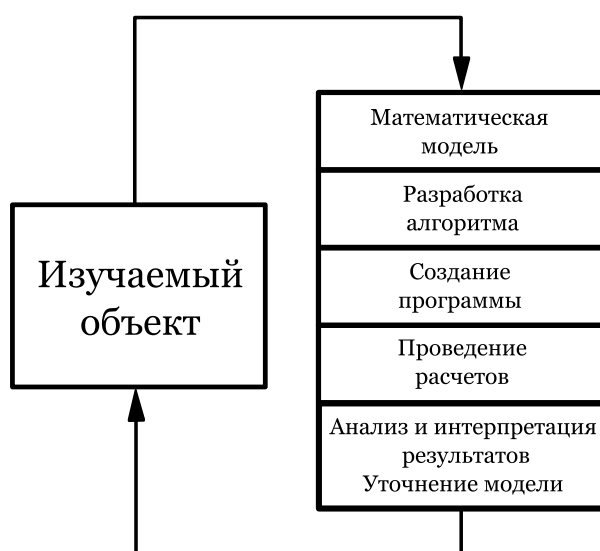 Изучаемый
объект
Математическая
модель
Разработка
алгоритма
Создание
программы
Проведение
расчетов
Анализ и интерпретация
результатов
Уточнение модели